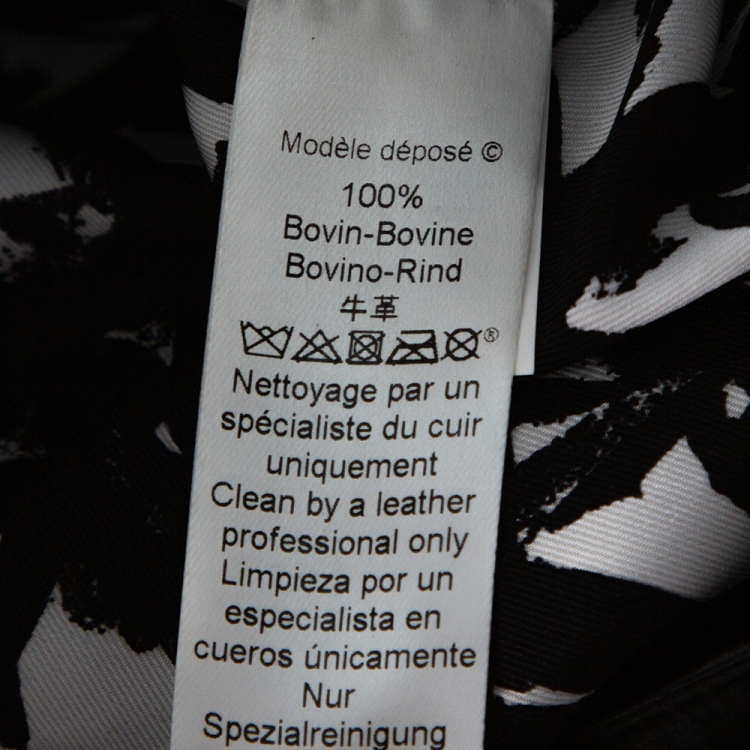 Modèle déposé ©
100%
Bovin-Bovine
Bovino-Rind
牛革
®
Nettoyage par un
spécialiste du cuir
uniquement
Clean by a leather
professional only
Limpieza por un
especialista en
cueros únicamente
Nur
Spezialreinigung